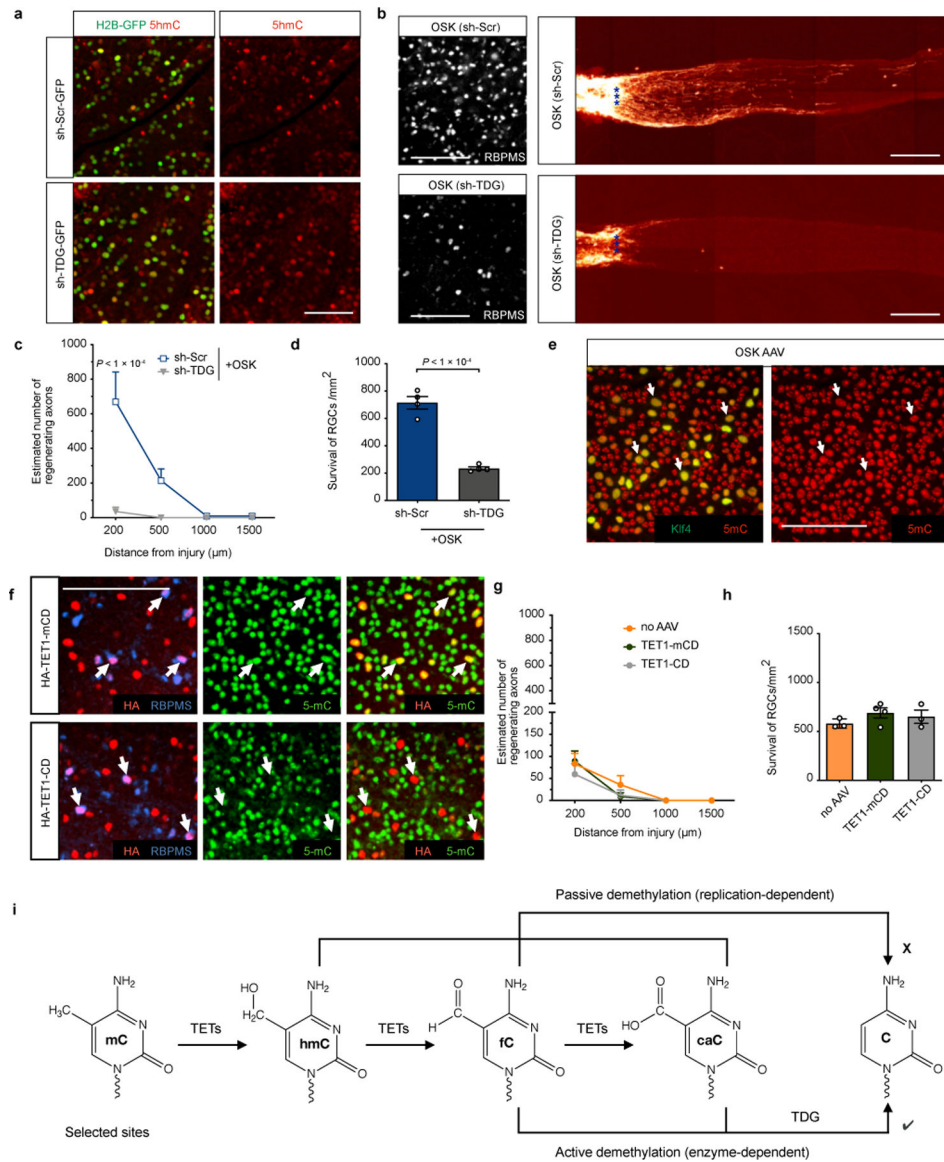 a
H2B-GFP 5hmC
5hmC
sh-Scr-GFP
sh-TDG-GFP
b
OSK (sh-Scr)
RBPMS
OSK (sh-Scr)
***
OSK (sh-TDG)
RBPMS
OSK (sh-TDG)
***
c
P < 1 × 10⁻⁴
sh-Scr
sh-TDG
+OSK
Estimated number of
regenerating axons
800
600
400
200
0
200
500
1000
1500
Distance from injury (µm)
d
P < 1 × 10⁻⁴
Survival of RGCs /mm²
1000
800
600
400
200
0
sh-Scr
sh-TDG
+OSK
e
OSK AAV
Klf4
5mC
5mC
f
HA-TET1-mCD
HA
RBPMS
5-mC
HA
5-mC
HA-TET1-CD
HA
RBPMS
5-mC
HA
5-mC
g
no AAV
TET1-mCD
TET1-CD
Estimated number of
regenerating axons
1000
900
800
700
600
500
400
300
200
150
100
50
0
200
500
1000
1500
Distance from injury (µm)
h
Survival of RGCs/mm²
1500
1000
500
0
no AAV
TET1-mCD
TET1-CD
i
Passive demethylation (replication-dependent)
X
H₃C
NH₂
N
N
O
mC
TETs
HO
H₂C
NH₂
N
N
O
hmC
TETs
O
H
NH₂
N
N
O
fC
TETs
O
HO
NH₂
N
N
O
caC
NH₂
N
N
O
C
TDG
✓
Selected sites
Active demethylation (enzyme-dependent)